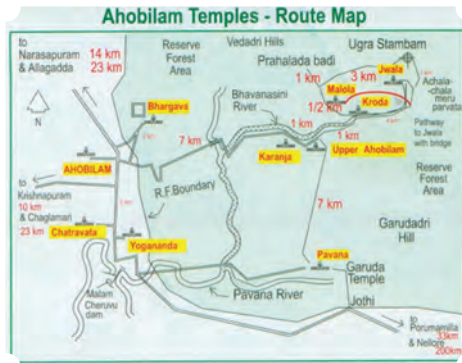 Ahobilam Temples - Route Map
to
Narasapuram 14 km
& Allagadda 23 km
Reserve
Forest
Area
Vedadri Hills
Prahalada badi
Ugra Stambam
1 km
3 km
Jwala
Achala-
chala
meru
parvata
Malola
Kroda
1/2 km
Bhavanasini
River
N
Bhargava
7 km
1 km
1 km
Pathway
to Jwala
with bridge
Karanja
Upper Ahobilam
AHOBILAM
Reserve
Forest
Area
to
Krishnapuram
10 km
& Chaglamari
23 km
R.F. Boundary
7 km
Garudadri
Hill
Chatravata
Yogananda
Pavana
Garuda
Temple
Malam
Cheruvu
dam
Pavana River
Jothi
to
Porumamilla
33km
& Nellore
200km